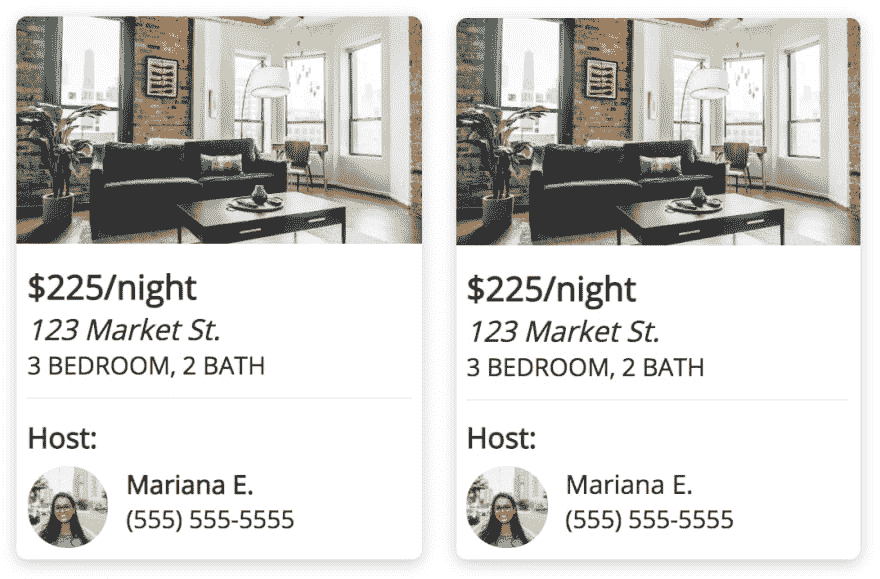 $225/night
123 Market St.
3 BEDROOM, 2 BATH
Host:
Mariana E.
(555) 555-5555
$225/night
123 Market St.
3 BEDROOM, 2 BATH
Host:
Mariana E.
(555) 555-5555